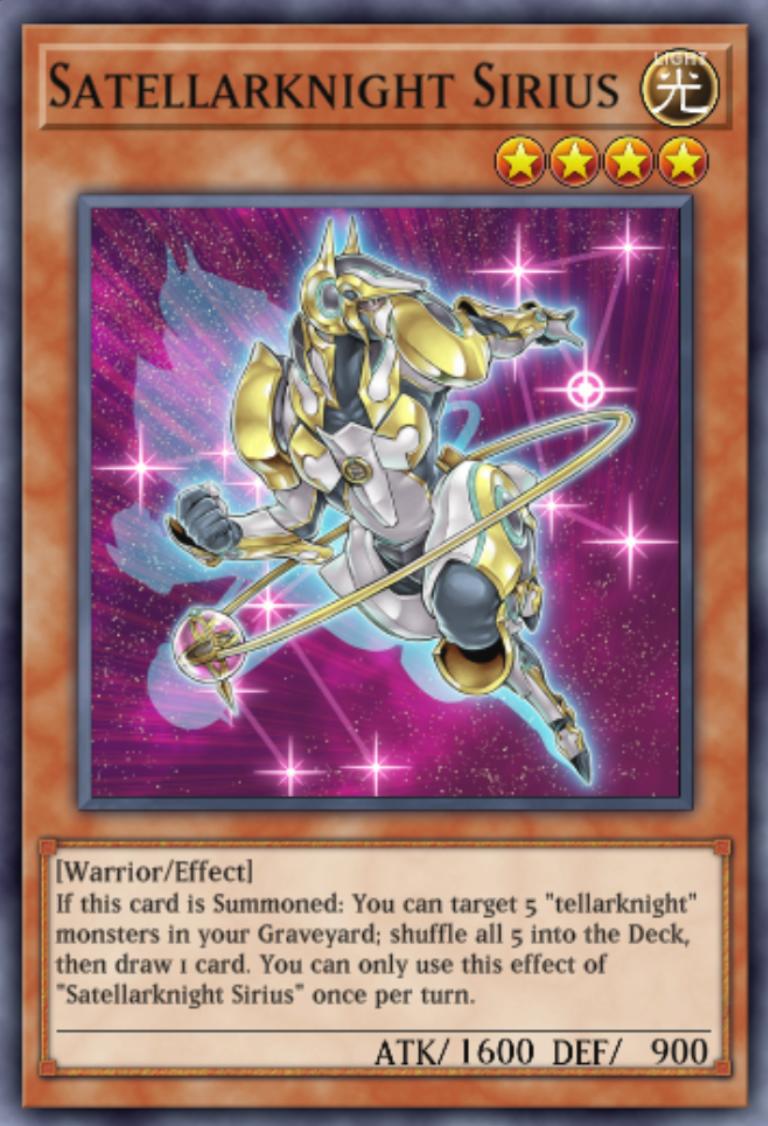 SATELLARKNIGHT SIRIUS
LIGHT
光
[Warrior/Effect]
If this card is Summoned: You can target 5 "tellarknight"
monsters in your Graveyard; shuffle all 5 into the Deck,
then draw 1 card. You can only use this effect of
"Satellarknight Sirius" once per turn.
ATK/ 1600 DEF/ 900